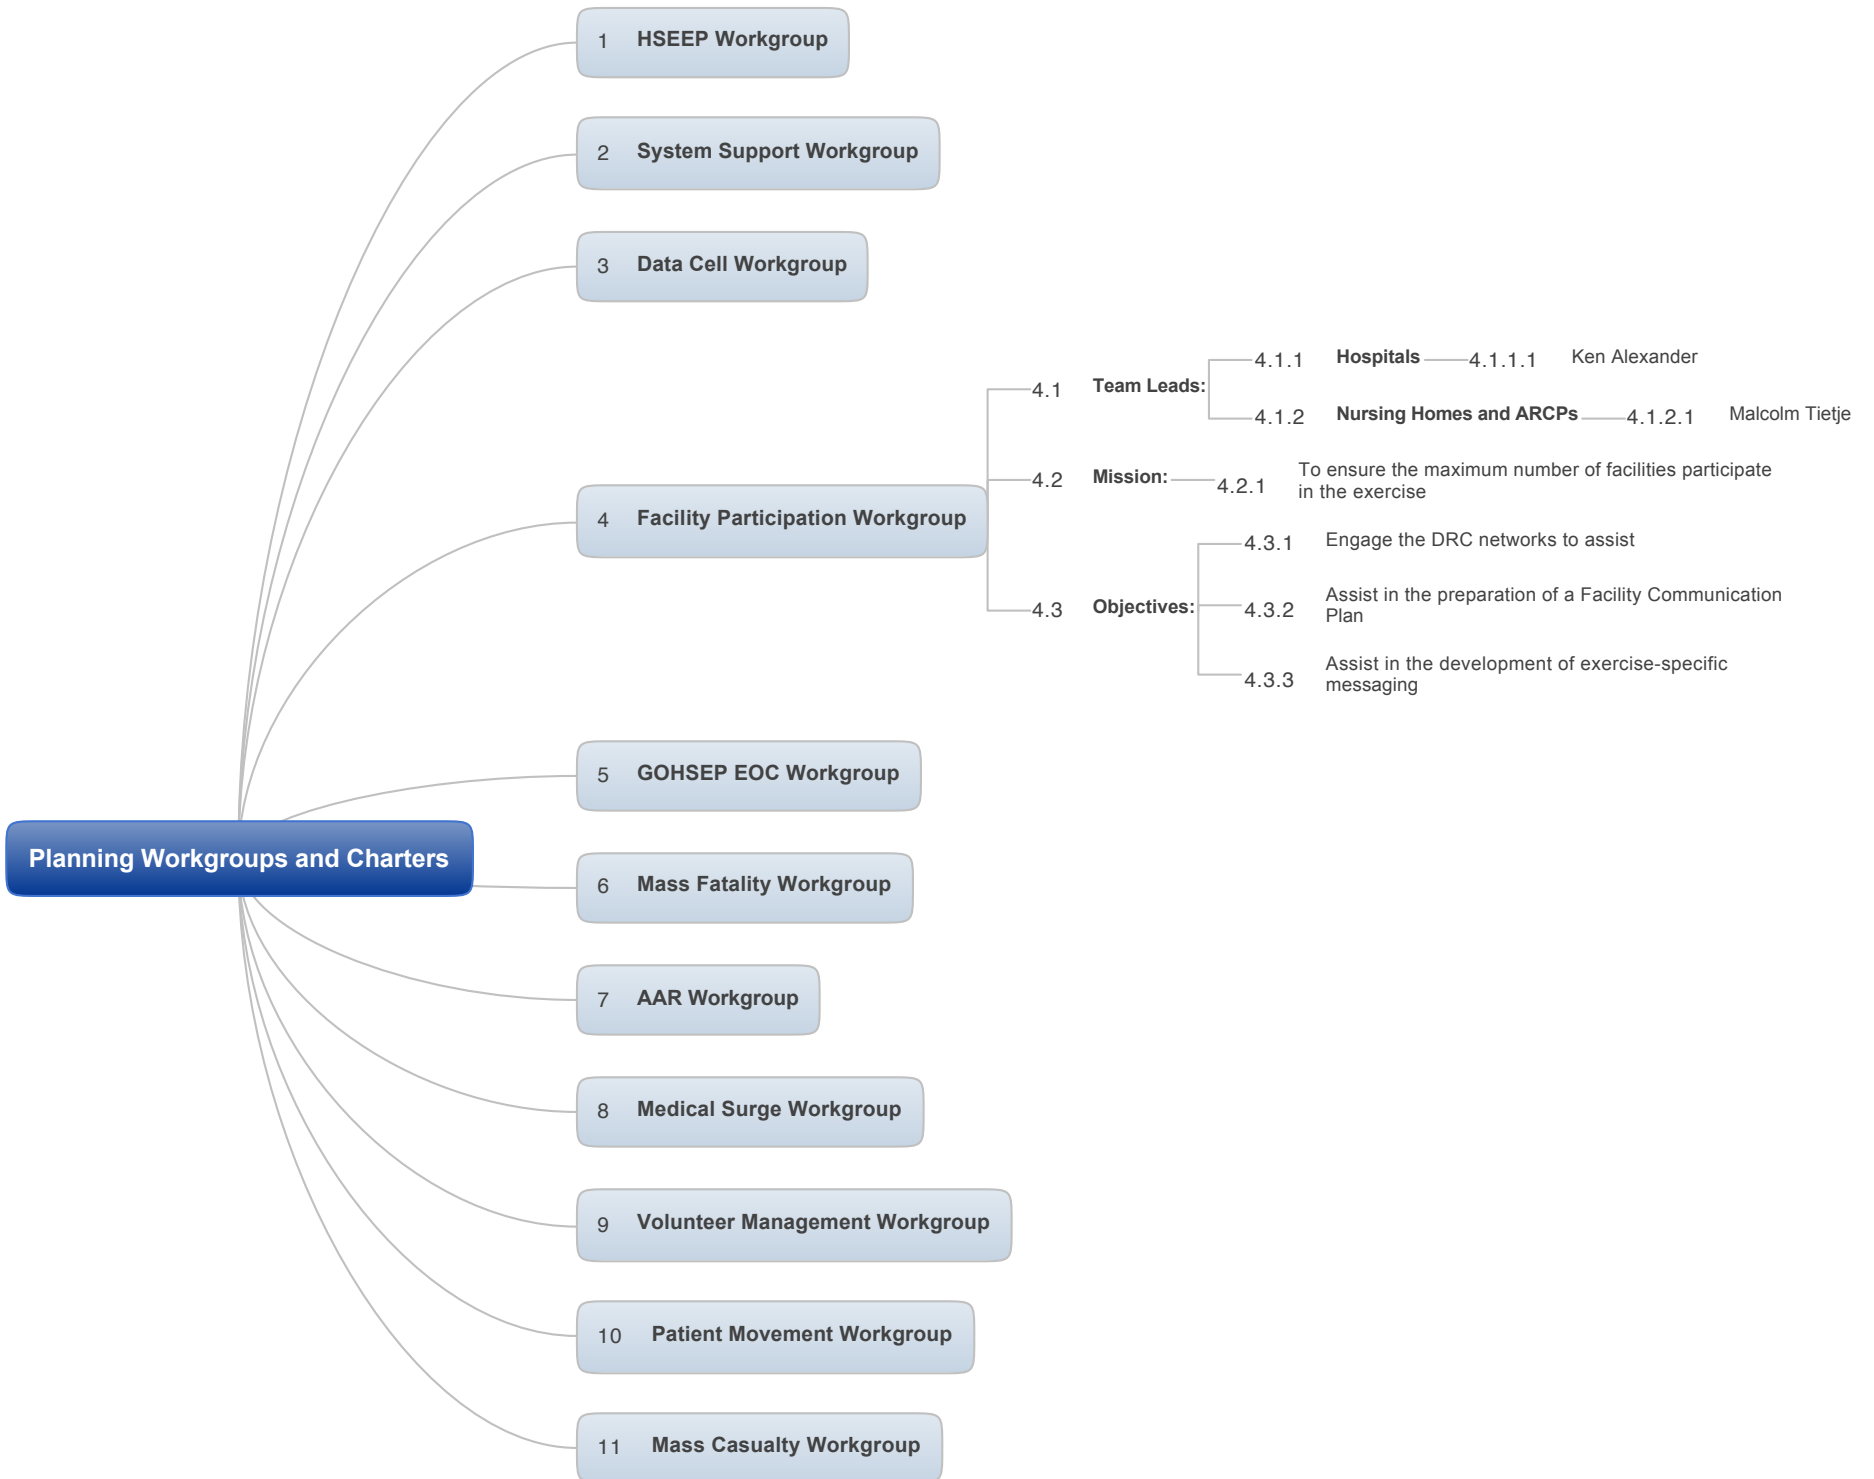 1 HSEEP Workgroup
2 System Support Workgroup
3 Data Cell Workgroup
4 Facility Participation Workgroup
4.1 Team Leads:
4.1.1 Hospitals
4.1.1.1 Ken Alexander
4.1.2 Nursing Homes and ARCPs
4.1.2.1 Malcolm Tietje
4.2 Mission:
4.2.1 To ensure the maximum number of facilities participate
in the exercise
4.3 Objectives:
4.3.1 Engage the DRC networks to assist
4.3.2 Assist in the preparation of a Facility Communication
Plan
4.3.3 Assist in the development of exercise-specific
messaging
5 GOHSEP EOC Workgroup
Planning Workgroups and Charters
6 Mass Fatality Workgroup
7 AAR Workgroup
8 Medical Surge Workgroup
9 Volunteer Management Workgroup
10 Patient Movement Workgroup
11 Mass Casualty Workgroup